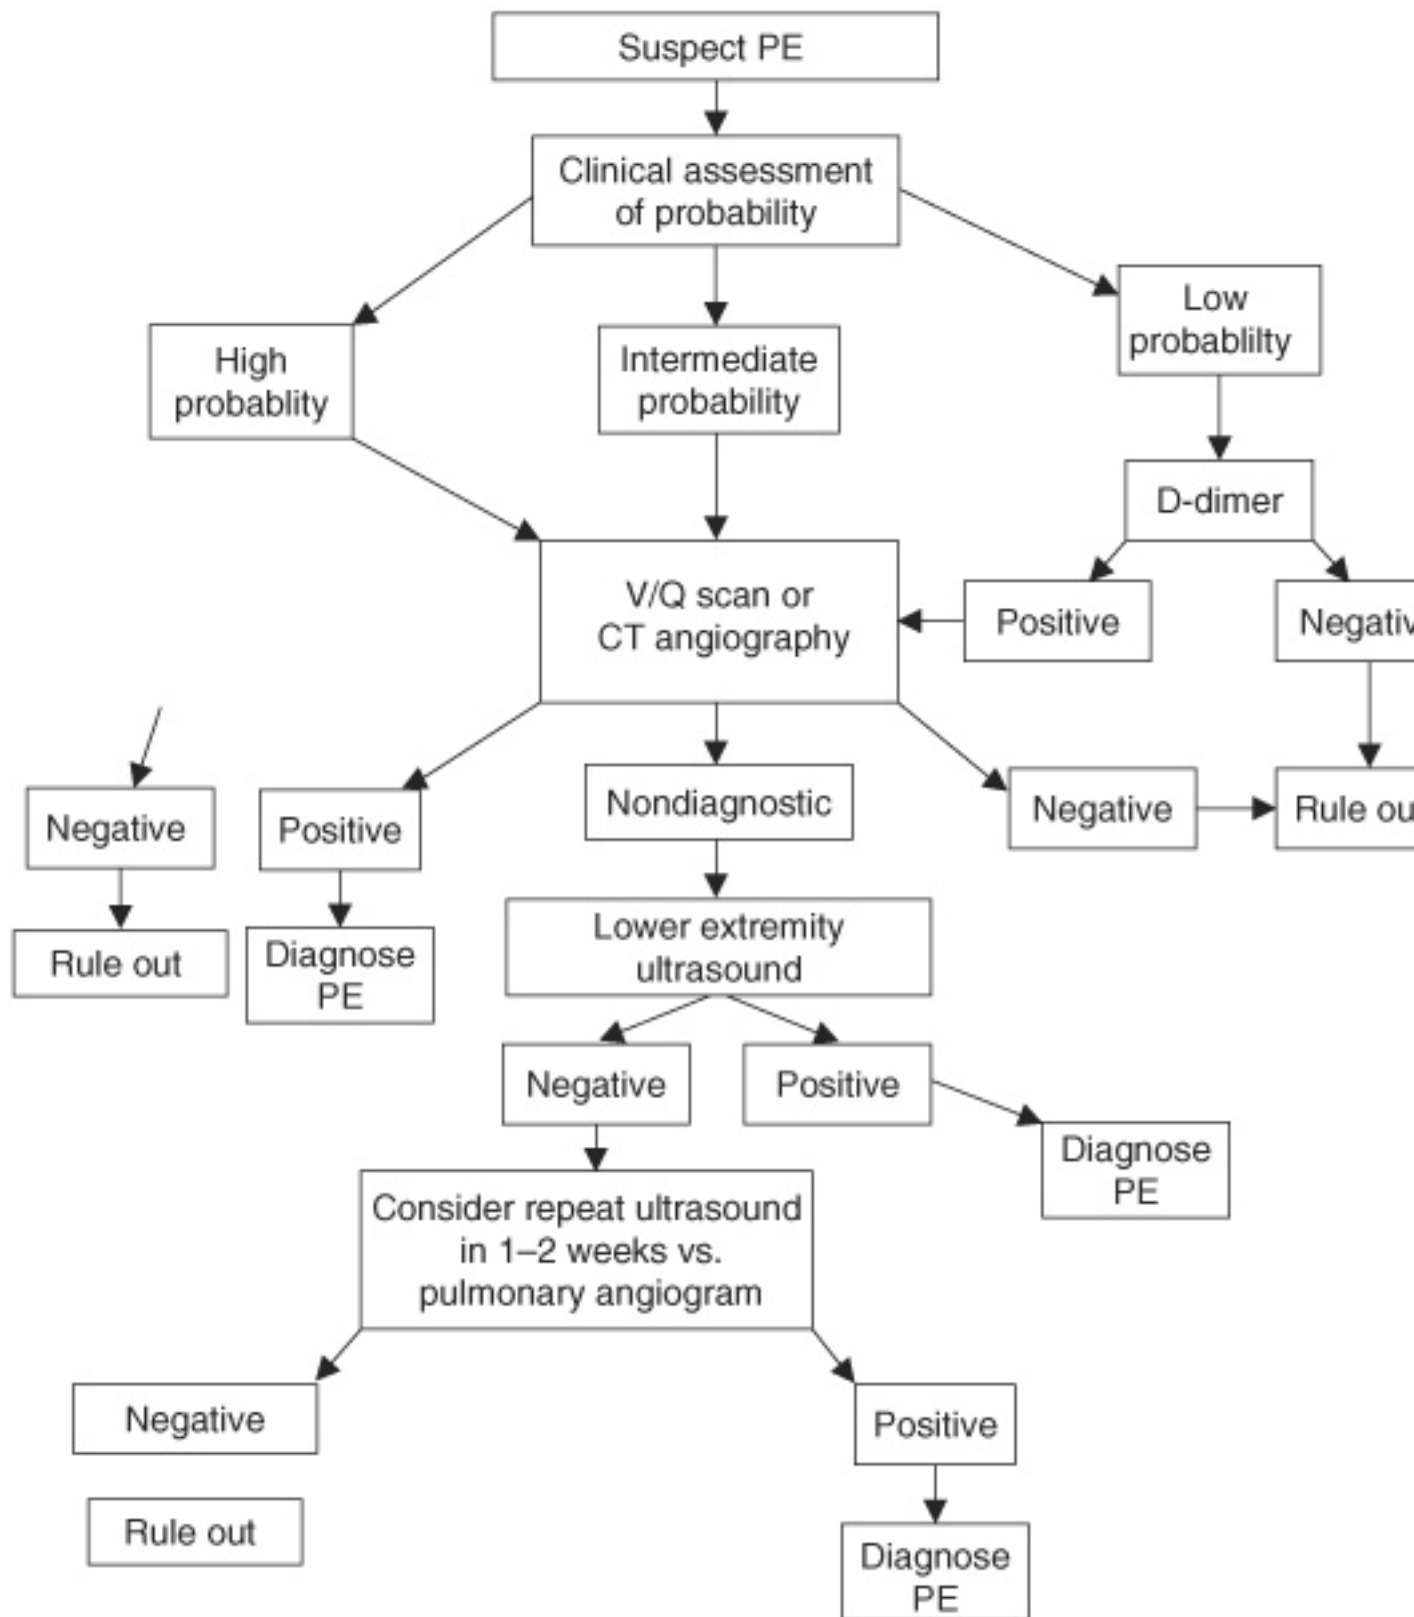 Suspect PE
Clinical assessment
of probability
High
probablity
Intermediate
probability
Low
probablilty
D-dimer
V/Q scan or
CT angiography
Positive
Negativ
Negative
Positive
Nondiagnostic
Negative
Rule ou
Rule out
Diagnose
PE
Lower extremity
ultrasound
Negative
Positive
Diagnose
PE
Consider repeat ultrasound
in 1–2 weeks vs.
pulmonary angiogram
Negative
Positive
Rule out
Diagnose
PE